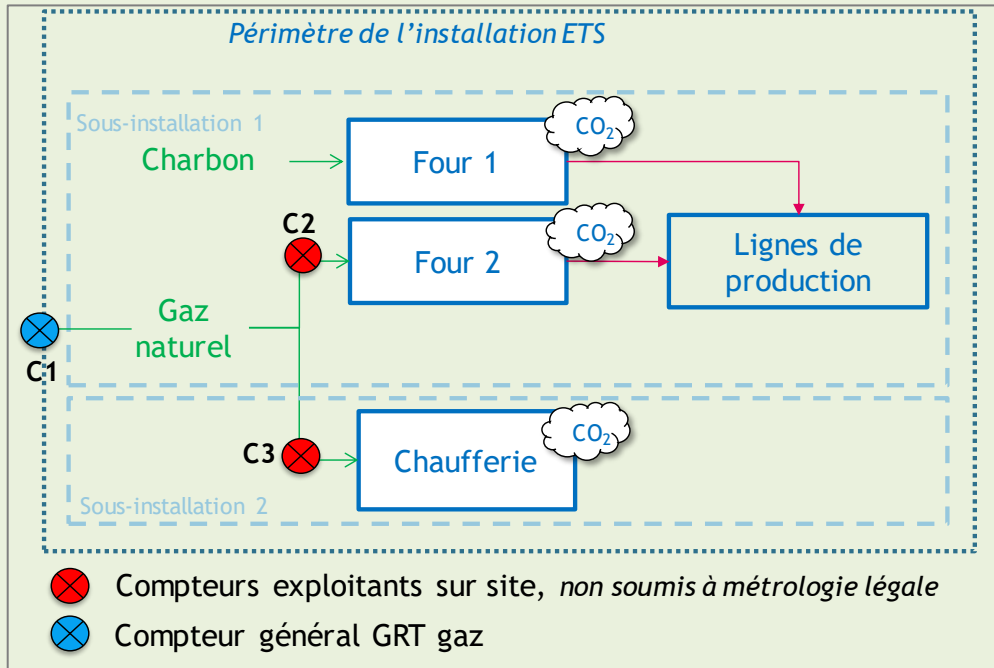 Périmètre de l'installation ETS
Sous-installation 1
CO2
Charbon
Four 1
C2
CO2
Four 2
Lignes de
production
Gaz
naturel
C1
CO2
C3
Chaufferie
Sous-installation 2
Compteurs exploitants sur site, non soumis à métrologie légale
Compteur général GRT gaz